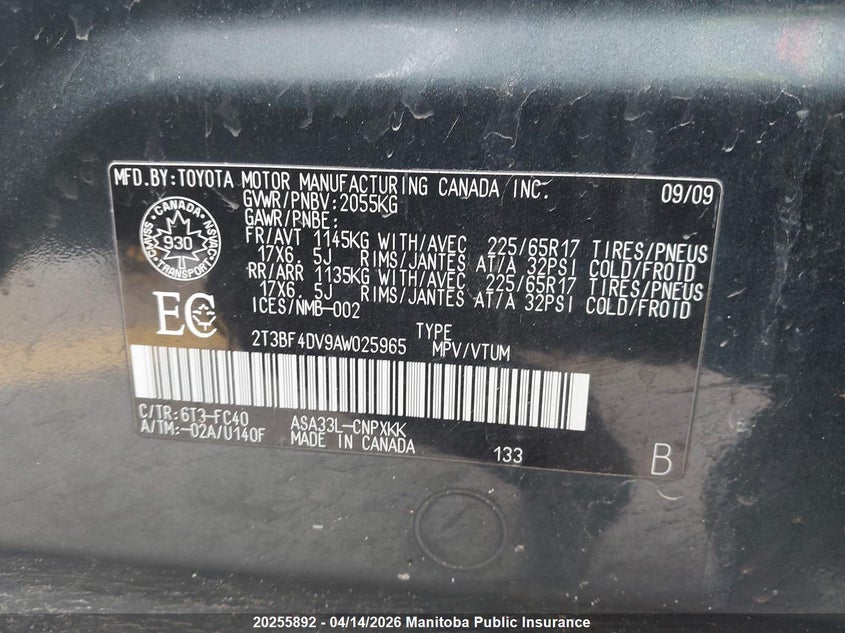 MFD.BY:TOYOTA MOTOR MANUFACTURING CANADA INC. 09/09
GVWR/PNBV:2055KG
GAWR/PNBE:
FR/AVT 1145KG WITH/AVEC 225/65R17 TIRES/PNEUS
17X6.5J RIMS/JANTES AT/A 32PSI COLD/FROID
RR/ARR 1135KG WITH/AVEC 225/65R17 TIRES/PNEUS
17X6.5J RIMS/JANTES AT/A 32PSI COLD/FROID
ICES/NMB-002
CANADA
CMVSS
930
NSVAC
TRANSPORT
EC
2T3BF4DV9AW025965
TYPE
MPV/VTUM
C/TR:6T3-FC40
A/TM:-02A/U140F
ASA33L-CNPXKK
MADE IN CANADA
133
B
20255892 - 04/14/2026 Manitoba Public Insurance